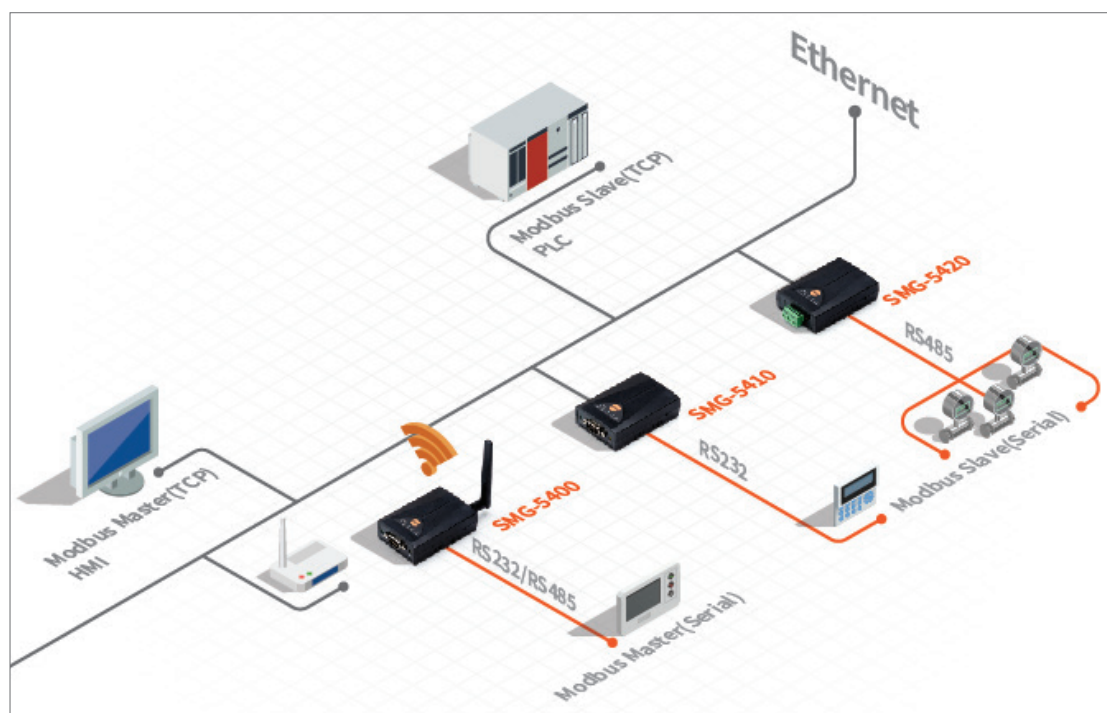 Ethernet
Modbus Slave(TCP)
PLC
SMG-5420
RS485
SMG-5410
RS232
Modbus Slave(Serial)
Modbus Master(TCP)
HMI
SMG-5400
RS232/RS485
Modbus Master(Serial)